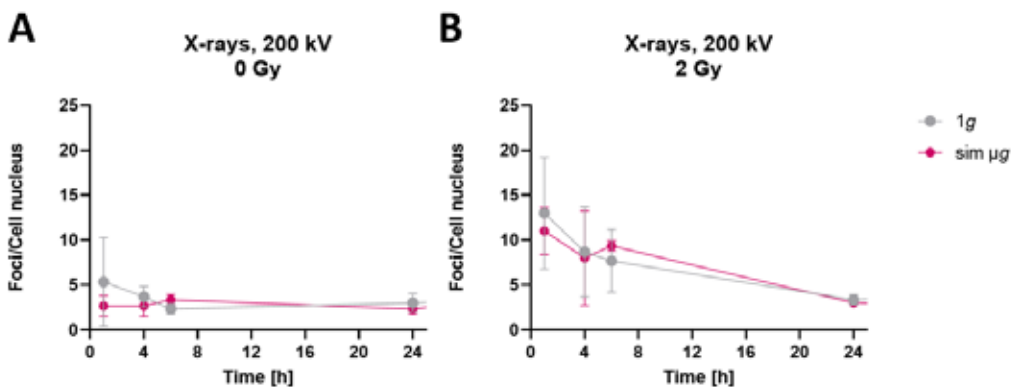 A
X-rays, 200 kV
0 Gy
Foci/Cell nucleus
25
20
15
10
5
0
0 4 8 12 16 20 24
Time [h]
B
X-rays, 200 kV
2 Gy
Foci/Cell nucleus
25
20
15
10
5
0
0 4 8 12 16 20 24
Time [h]
1g
sim µg